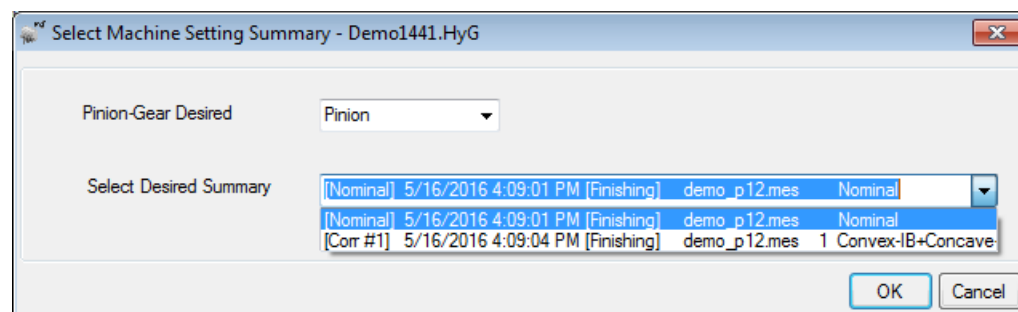 Select Machine Setting Summary - Demo1441.HyG
Pinion-Gear Desired Pinion
Select Desired Summary [Nominal] 5/16/2016 4:09:01 PM [Finishing] demo_p12.mes Nominal
[Nominal] 5/16/2016 4:09:01 PM [Finishing] demo_p12.mes Nominal
[Corr #1] 5/16/2016 4:09:04 PM [Finishing] demo_p12.mes 1 Convex-IB+Concave-
OK Cancel